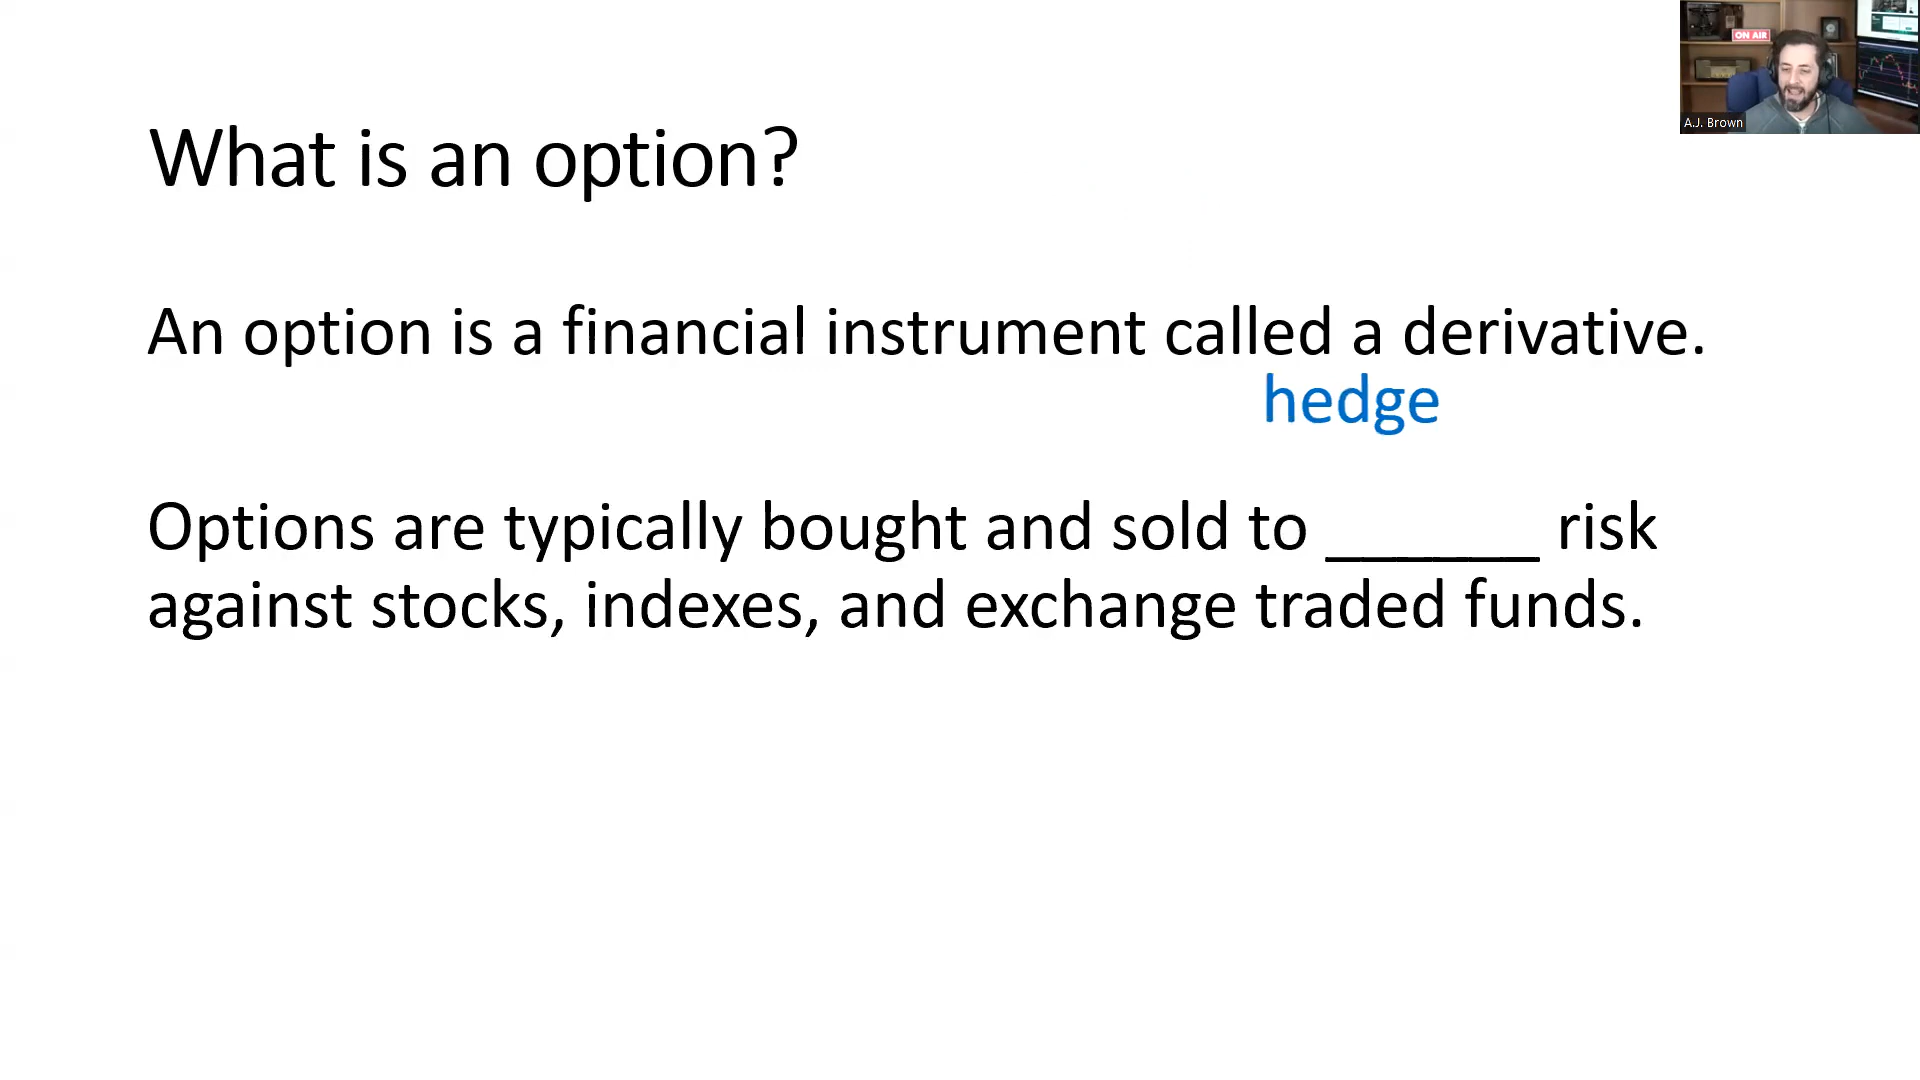 ON AIR
A.J. Brown
What is an option?
An option is a financial instrument called a derivative.
hedge
Options are typically bought and sold to ______ risk
against stocks, indexes, and exchange traded funds.